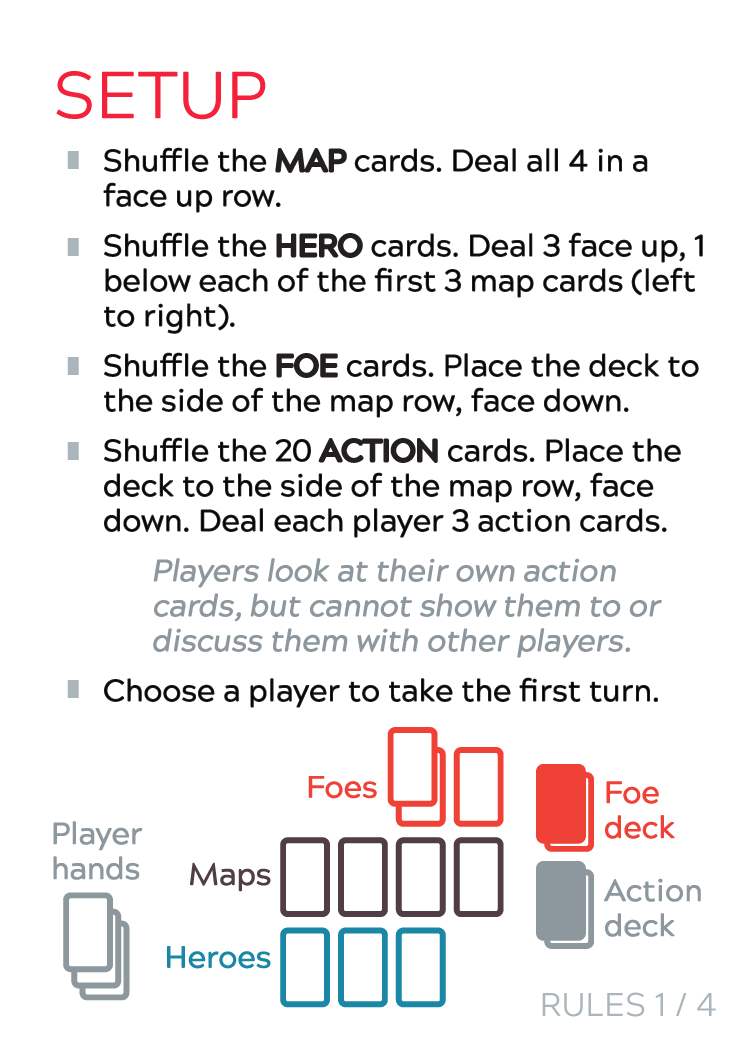 SETUP
Shuffle the MAP cards. Deal all 4 in a
face up row.
Shuffle the HERO cards. Deal 3 face up, 1
below each of the first 3 map cards (left
to right).
Shuffle the FOE cards. Place the deck to
the side of the map row, face down.
Shuffle the 20 ACTION cards. Place the
deck to the side of the map row, face
down. Deal each player 3 action cards.
Players look at their own action
cards, but cannot show them to or
discuss them with other players.
Choose a player to take the first turn.
Foes
Foe
deck
Player
hands
Maps
Action
deck
Heroes
RULES 1 / 4